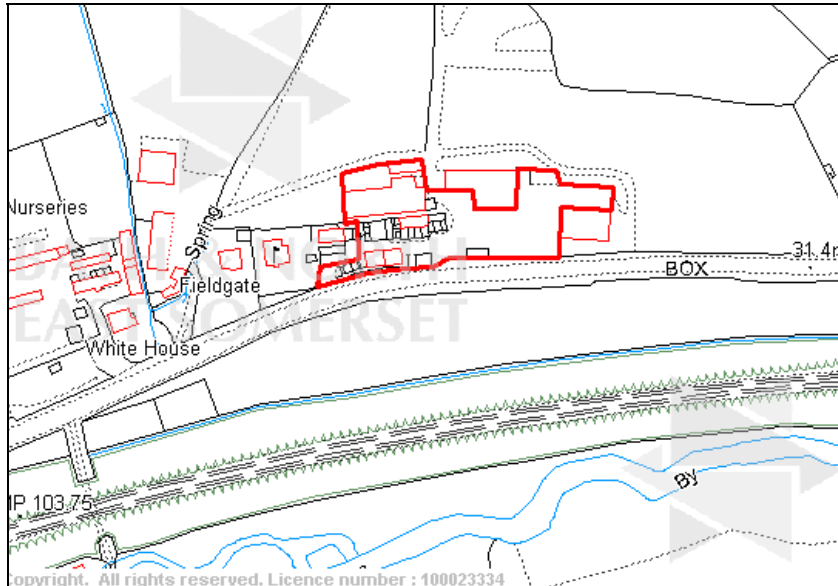 Nurseries
Spring
Fieldgate
White House
BATH & NORTH
EAST SOMERSET
BOX
31.4m
By
MP 103.75
Copyright. All rights reserved. Licence number : 100023334